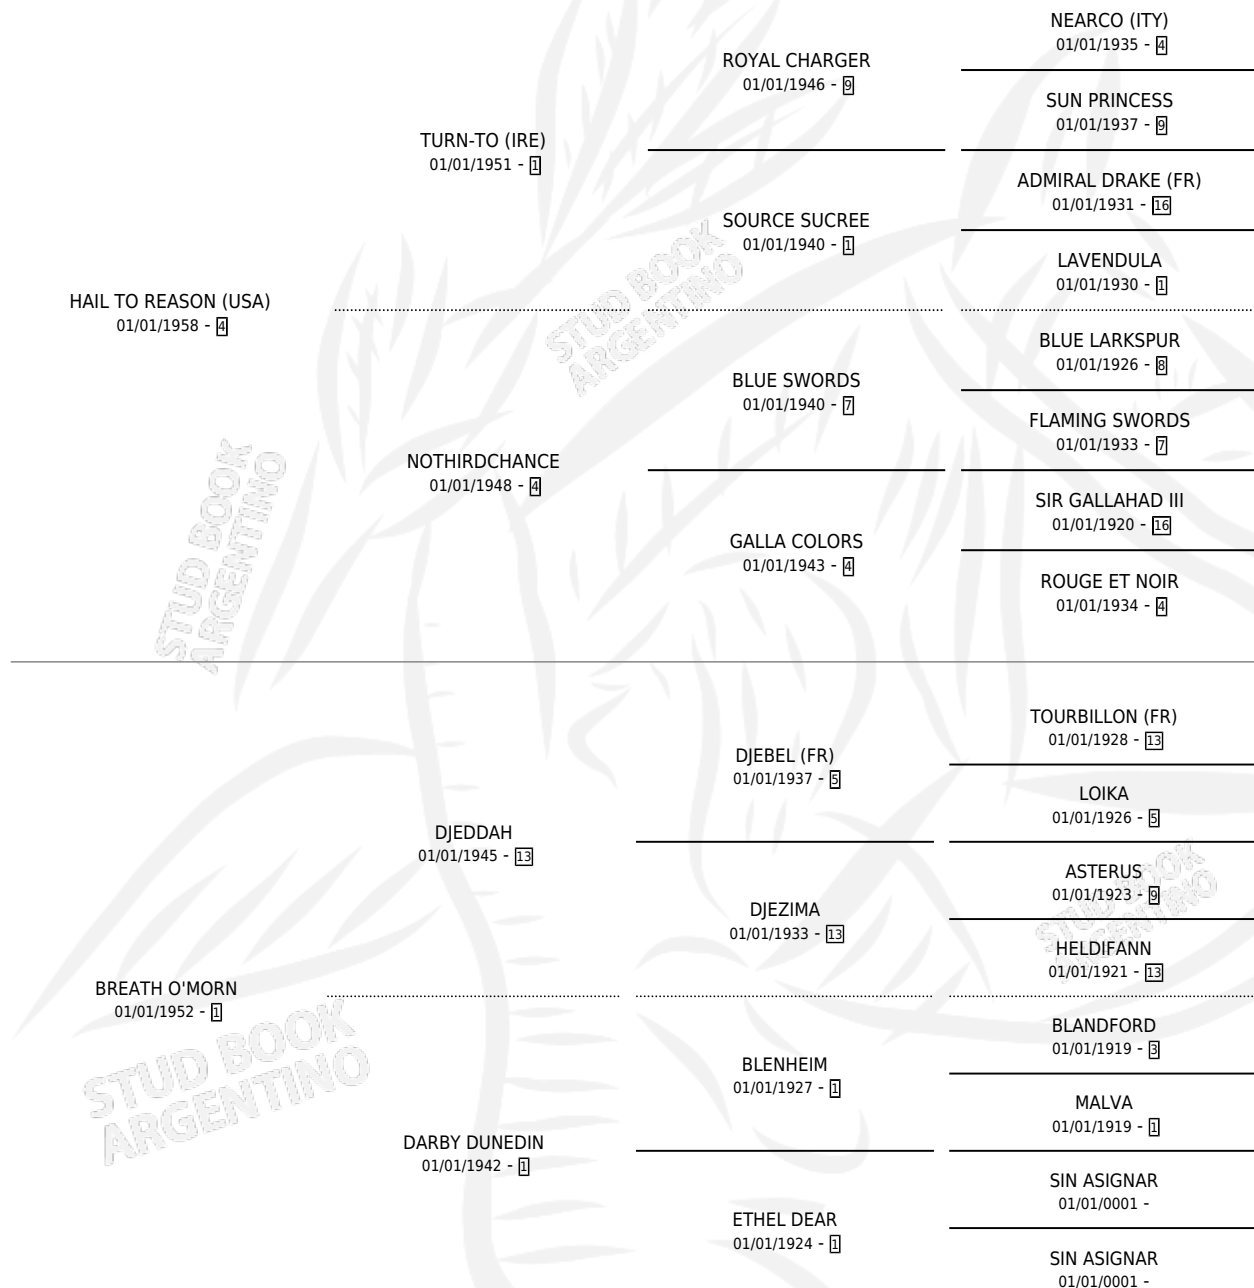 NEARCO (ITY)
01/01/1935 - 4
ROYAL CHARGER
01/01/1946 - 9
SUN PRINCESS
01/01/1937 - 9
TURN-TO (IRE)
01/01/1951 - 1
ADMIRAL DRAKE (FR)
01/01/1931 - 16
SOURCE SUCREE
01/01/1940 - 1
LAVENDULA
01/01/1930 - 1
HAIL TO REASON (USA)
01/01/1958 - 4
BLUE LARKSPUR
01/01/1926 - 8
BLUE SWORDS
01/01/1940 - 7
FLAMING SWORDS
01/01/1933 - 7
NOTHIRDCHANCE
01/01/1948 - 4
SIR GALLAHAD III
01/01/1920 - 16
GALLA COLORS
01/01/1943 - 4
ROUGE ET NOIR
01/01/1934 - 4
TOURBILLON (FR)
01/01/1928 - 13
DJEBEL (FR)
01/01/1937 - 5
LOIKA
01/01/1926 - 5
DJEDDAH
01/01/1945 - 13
ASTERUS
01/01/1923 - 9
DJEZIMA
01/01/1933 - 13
HELDIFANN
01/01/1921 - 13
BREATH O'MORN
01/01/1952 - 1
BLANDFORD
01/01/1919 - 3
BLENHEIM
01/01/1927 - 1
MALVA
01/01/1919 - 1
DARBY DUNEDIN
01/01/1942 - 1
SIN ASIGNAR
01/01/0001 -
ETHEL DEAR
01/01/1924 - 1
SIN ASIGNAR
01/01/0001 -
STUD BOOK
ARGENTINO
STUD BOOK
ARGENTINO
STUD BOOK
ARGENTINO
STUD BOOK
ARGENTINO